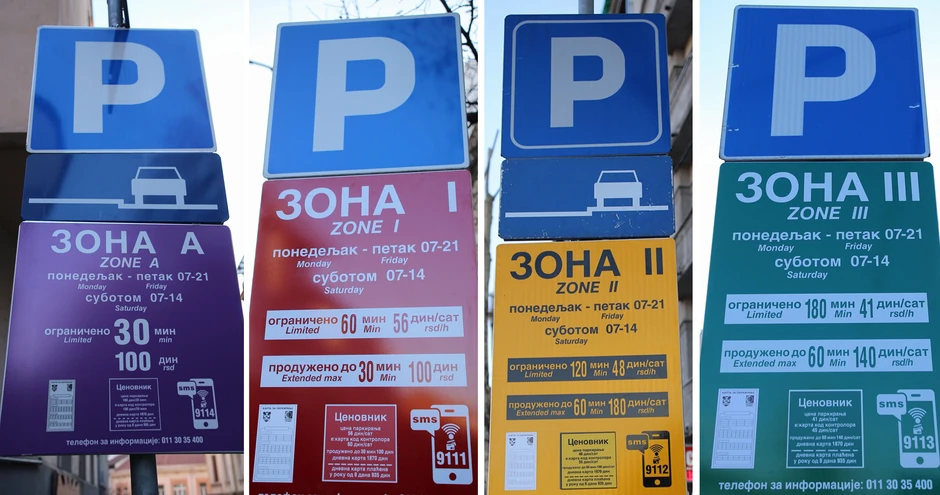 P
ЗОНА А
ZONE A
понедељак - петак 07-21
Monday Friday
суботом 07-14
Saturday
ограничено 30 мин
Limited Min
100 дин
rsd
Ценовник
sms
9114
телефон за информације: 011 30 35 400
P
ЗОНА I
ZONE I
понедељак - петак 07-21
Monday Friday
суботом 07-14
Saturday
ограничено 60 мин 56 дин/сат
Limited Min rsd/h
продужено до 30 мин 100 дин
Extended max Min rsd
Ценовник
sms
9111
телефон за информације: 011 30 35 400
P
ЗОНА II
ZONE II
понедељак - петак 07-21
Monday Friday
суботом 07-14
Saturday
ограничено 120 мин 48 дин/сат
Limited Min rsd/h
продужено до 60 мин 180 дин/сат
Extended max Min rsd/h
Ценовник
sms
9112
P
ЗОНА III
ZONE III
понедељак - петак 07-21
Monday Friday
суботом 07-14
Saturday
ограничено 180 мин 41 дин/сат
Limited Min rsd/h
продужено до 60 мин 140 дин/сат
Extended max Min rsd/h
Ценовник
sms
9113
телефон за информације: 011 30 35 400